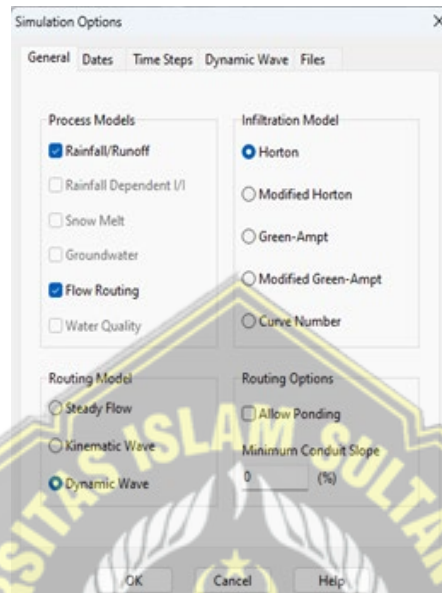 Simulation Options
General Dates Time Steps Dynamic Wave Files
Process Models
Rainfall/Runoff
Rainfall Dependent I/I
Snow Melt
Groundwater
Flow Routing
Water Quality
Infiltration Model
Horton
Modified Horton
Green-Ampt
Modified Green-Ampt
Curve Number
Routing Model
Steady Flow
Kinematic Wave
Dynamic Wave
Routing Options
Allow Ponding
Minimum Conduit Slope
0 (%)
OK Cancel Help
ISLAM SULTAN